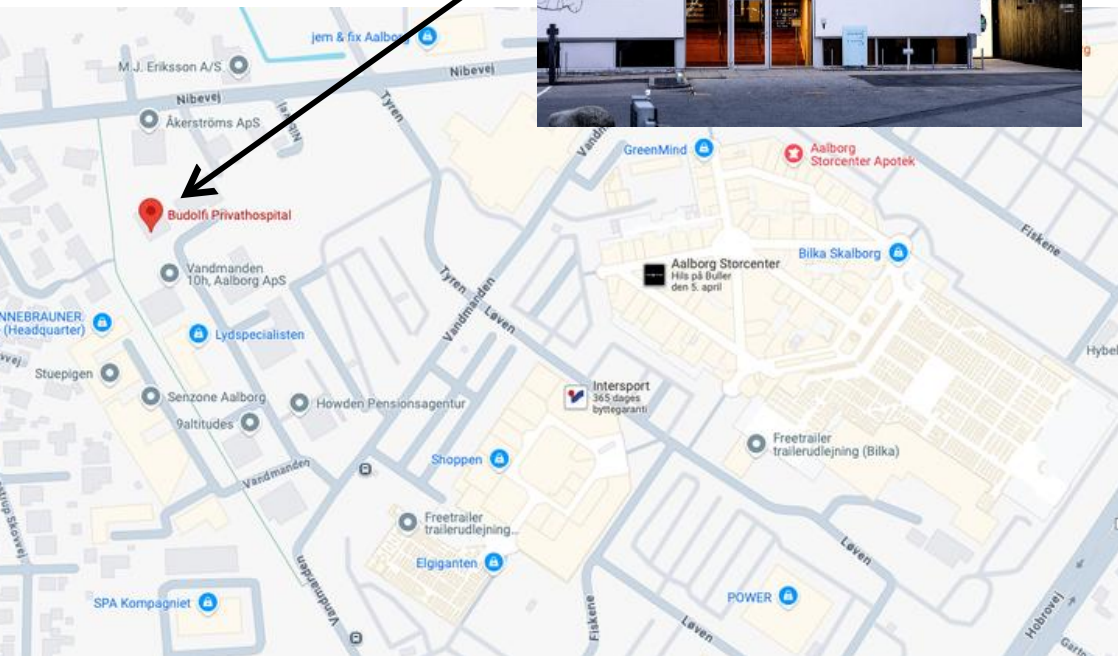 jem & fix Aalborg
M.J. Eriksson A/S
Nibevej
Nibevej
Tyren
Åkerströms ApS
GreenMind
Aalborg
Storcenter Apotek
Budolfi Privathospital
Fiskene
Bilka Skalborg
Aalborg Storcenter
Hils på Buller
den 5. april
Vandmanden
10h, Aalborg ApS
Tyren
Vandmanden
Løven
NNEBRAUNER.
(Headquarter)
Lydspecialisten
Hybel
Stuepigen
Intersport
365 dages
byttegaranti
Senzone Aalborg
Howden Pensionsagentur
9altitudes
Freetrailer
trailerudlejning (Bilka)
Shoppen
Vandmanden
strup Skovvej
Freetrailer
trailerudlejning...
Løven
Elgiganten
Vandmanden
SPA Kompagniet
POWER
Fiskene
Løven
Hobrovej